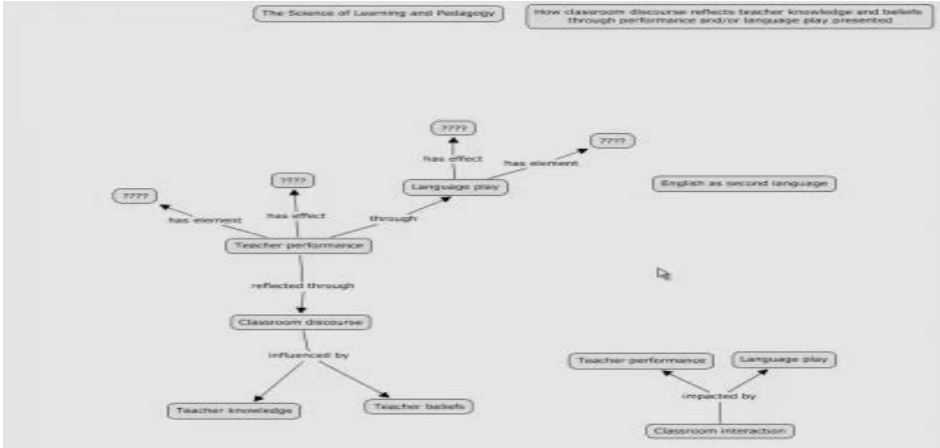 The Science of Learning and Pedagogy
How classroom discourse reflects teacher knowledge and beliefs
through performance and/or language play presented
????
????
has effect
has element
Language play
English as second language
????
????
has element
has effect
through
Teacher performance
reflected through
Classroom discourse
influenced by
Teacher knowledge
Teacher beliefs
Teacher performance
Language play
impacted by
Classroom interaction